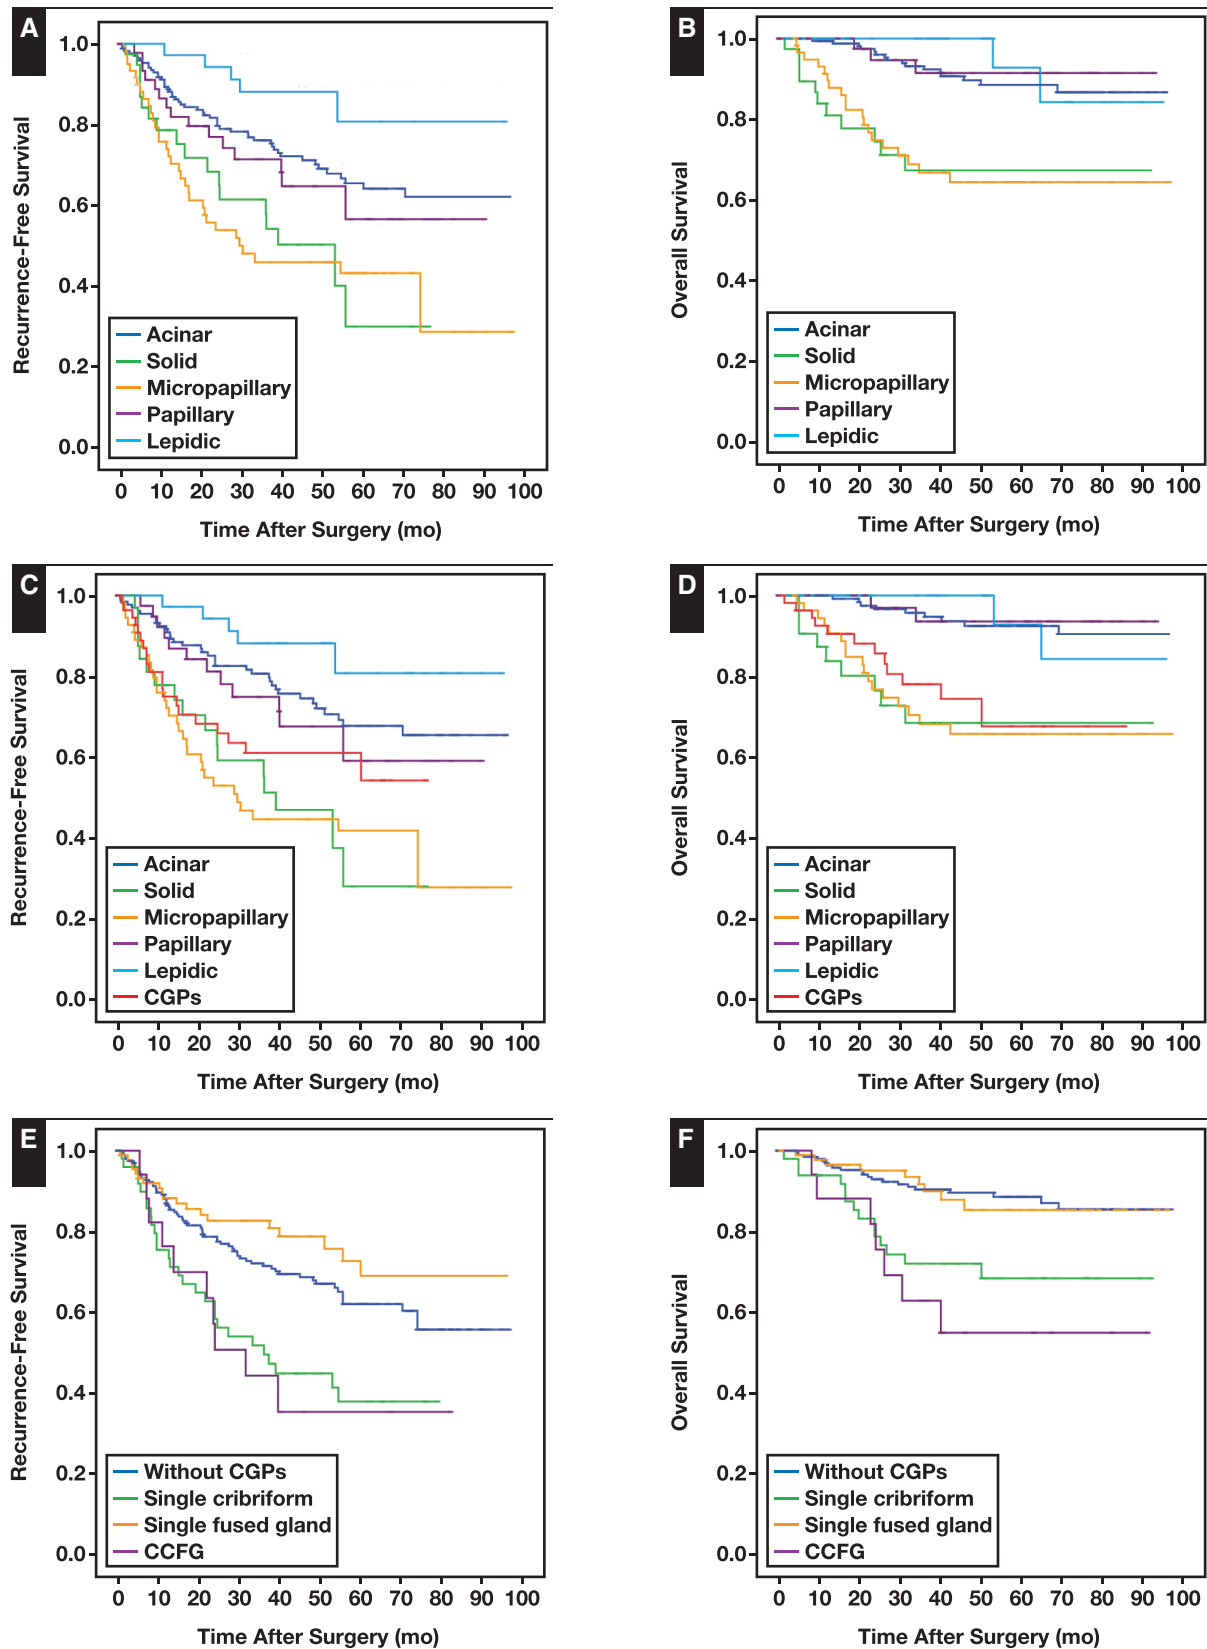 A
1.0
0.8
0.6
0.4
0.2
0.0
Recurrence-Free Survival
Acinar
Solid
Micropapillary
Papillary
Lepidic
0 10 20 30 40 50 60 70 80 90 100
Time After Surgery (mo)
B
1.0
0.8
0.6
0.4
0.2
0.0
Overall Survival
Acinar
Solid
Micropapillary
Papillary
Lepidic
0 10 20 30 40 50 60 70 80 90 100
Time After Surgery (mo)
C
1.0
0.8
0.6
0.4
0.2
0.0
Recurrence-Free Survival
Acinar
Solid
Micropapillary
Papillary
Lepidic
CGPs
0 10 20 30 40 50 60 70 80 90 100
Time After Surgery (mo)
D
1.0
0.8
0.6
0.4
0.2
0.0
Overall Survival
Acinar
Solid
Micropapillary
Papillary
Lepidic
CGPs
0 10 20 30 40 50 60 70 80 90 100
Time After Surgery (mo)
E
1.0
0.8
0.6
0.4
0.2
0.0
Recurrence-Free Survival
Without CGPs
Single cribriform
Single fused gland
CCFG
0 10 20 30 40 50 60 70 80 90 100
Time After Surgery (mo)
F
1.0
0.8
0.6
0.4
0.2
0.0
Overall Survival
Without CGPs
Single cribriform
Single fused gland
CCFG
0 10 20 30 40 50 60 70 80 90 100
Time After Surgery (mo)